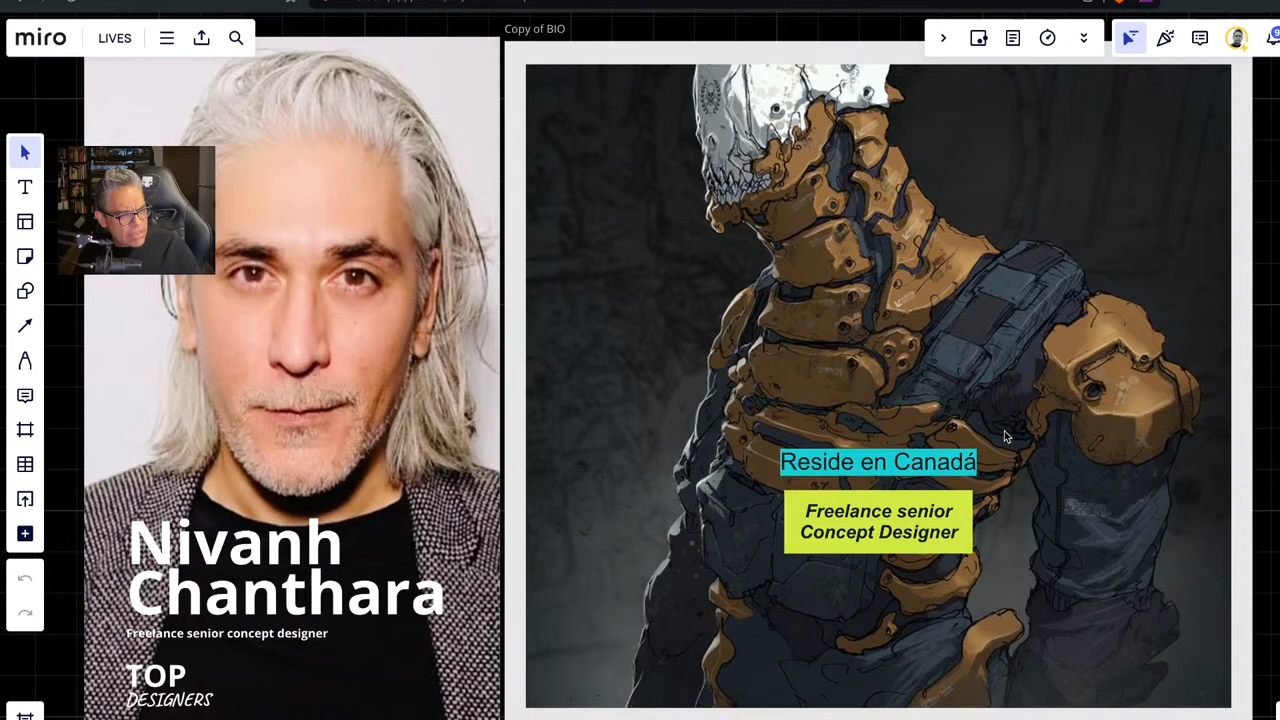 miro
LIVES
Copy of BIO
Reside en Canadá
Freelance senior
Concept Designer
Nivanh
Chanthara
Freelance senior concept designer
TOP
DESIGNERS